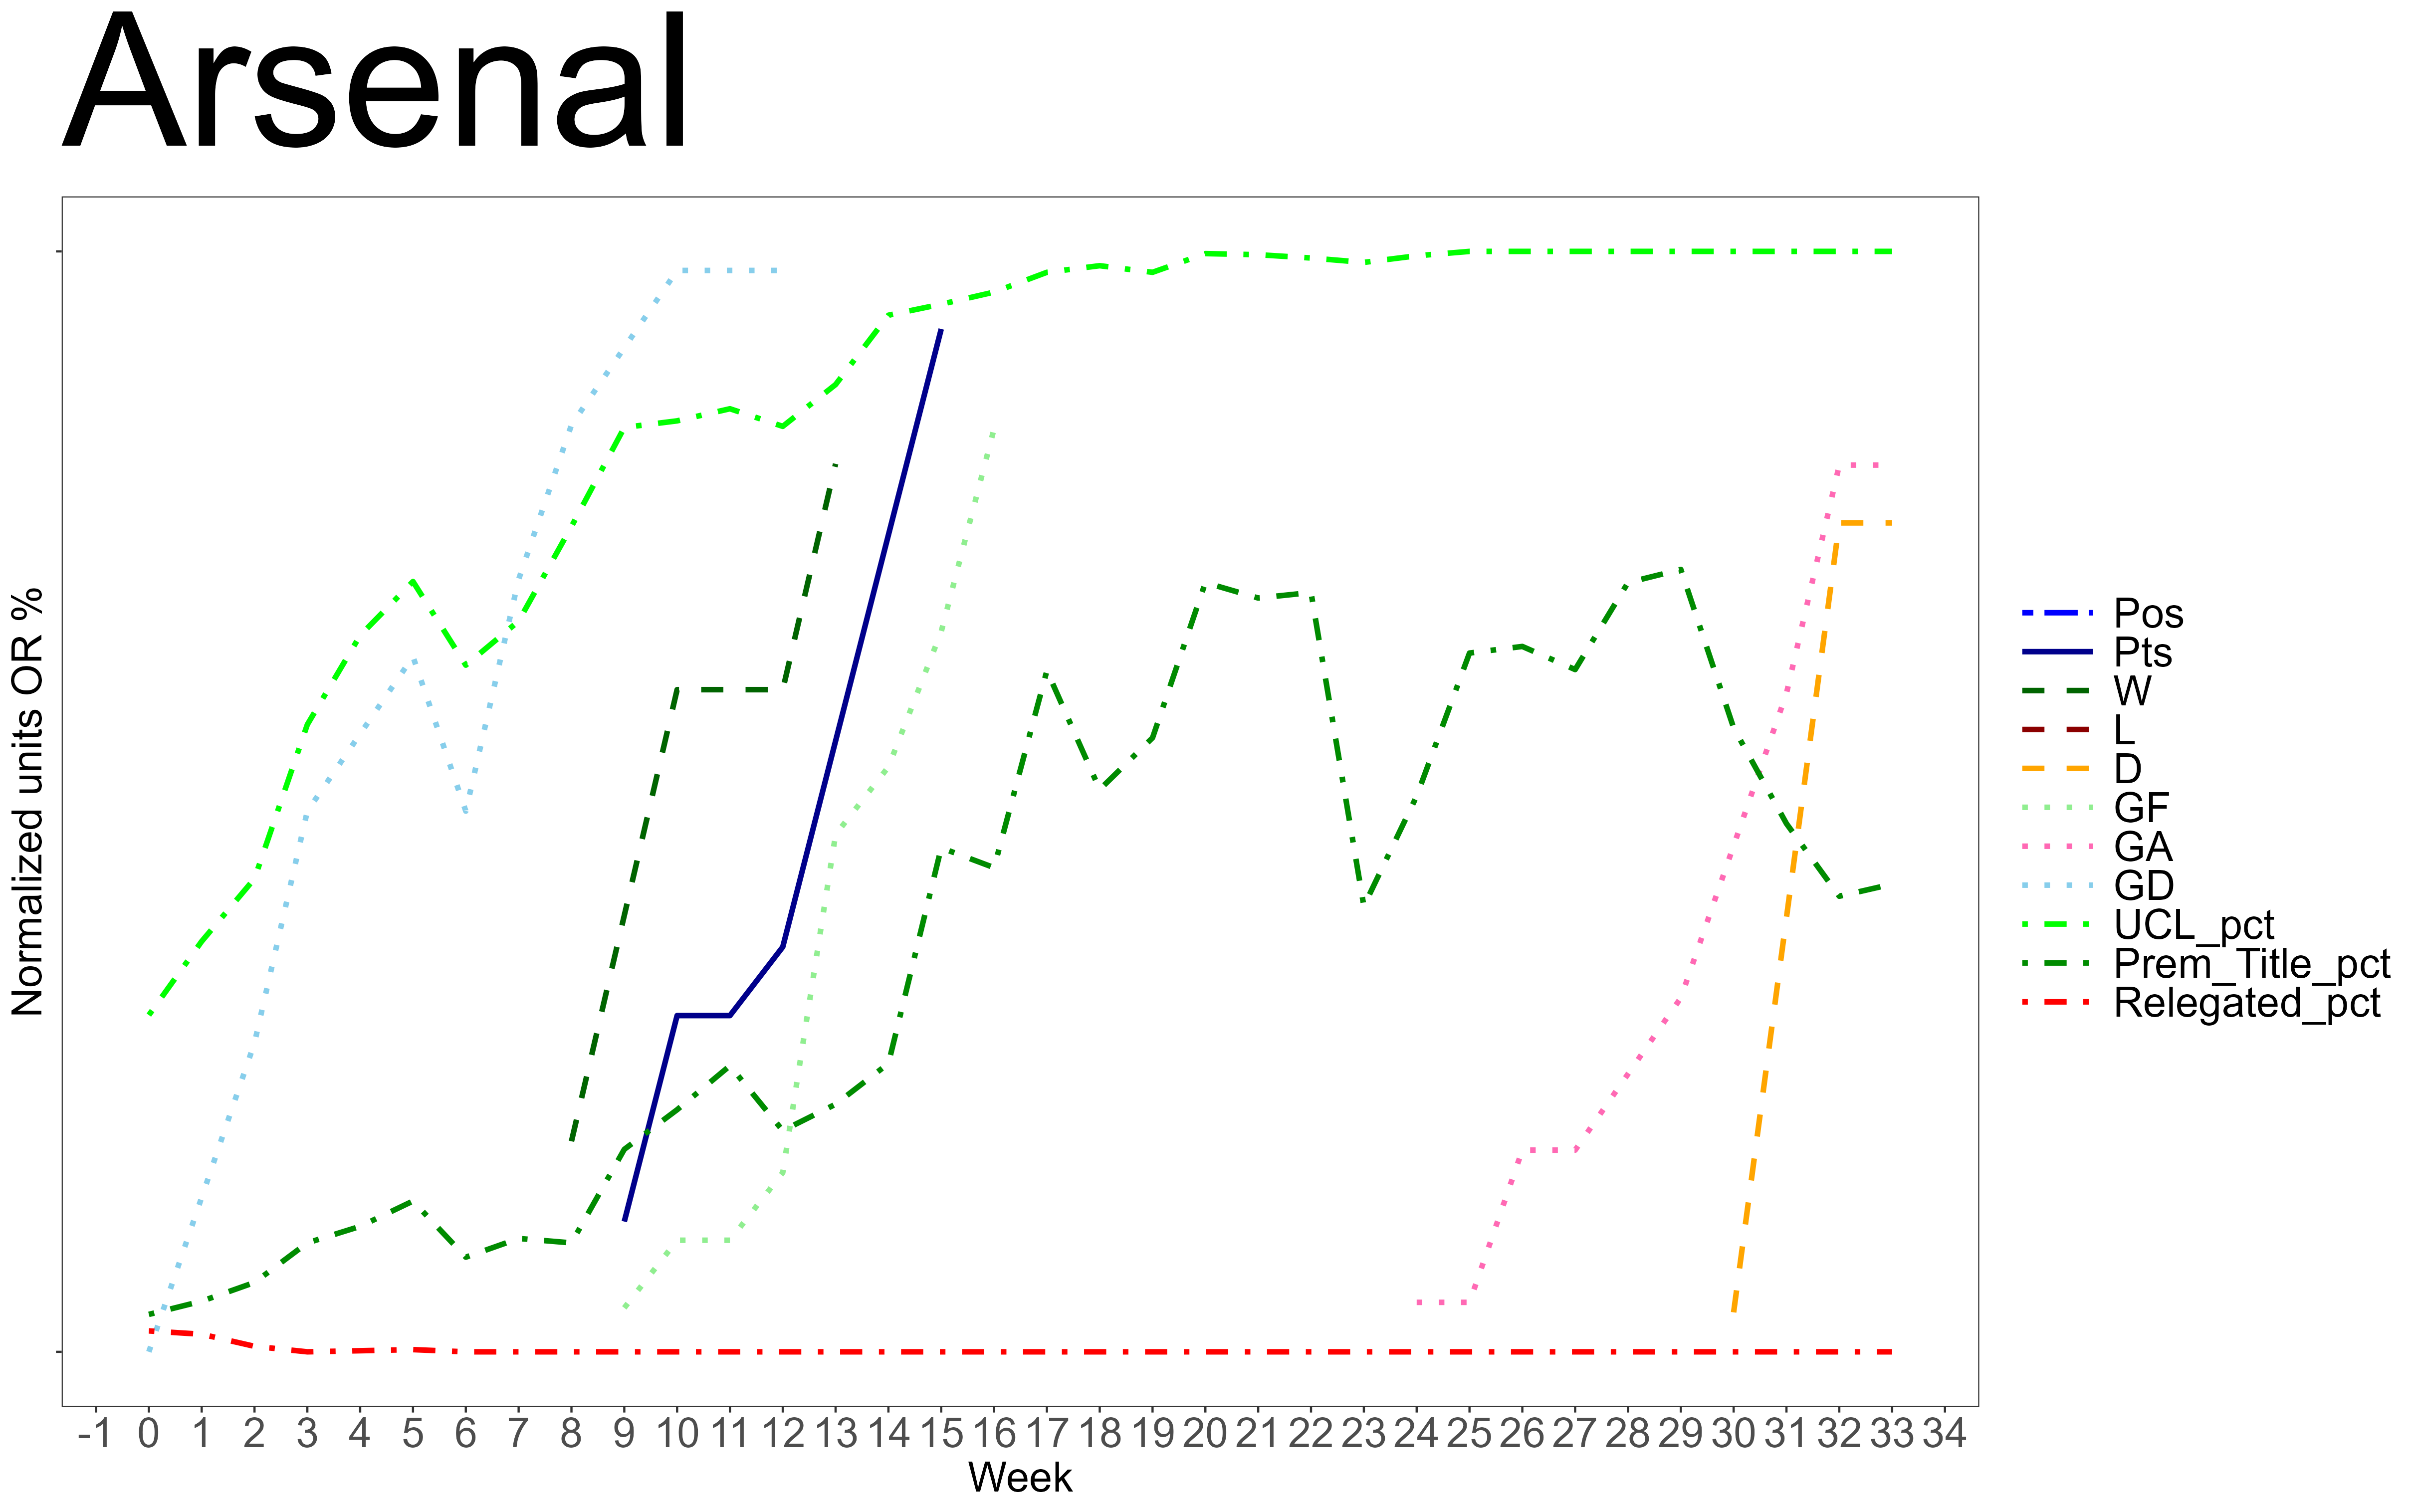 Arsenal
Normalized units OR %
-1 0 1 2 3 4 5 6 7 8 9 10 11 12 13 14 15 16 17 18 19 20 21 22 23 24 25 26 27 28 29 30 31 32 33 34
Week
Pos
Pts
W
L
D
GF
GA
GD
UCL_pct
Prem_Title_pct
Relegated_pct